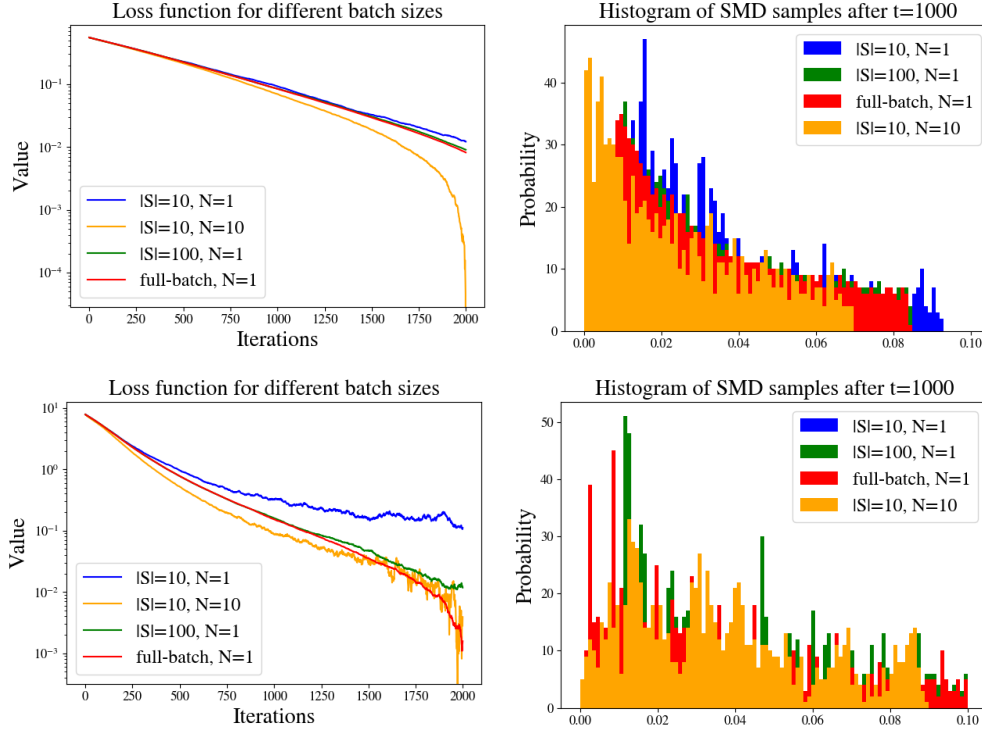 Loss function for different batch sizes
Value
10⁻¹
10⁻²
10⁻³
10⁻⁴
|S|=10, N=1
|S|=10, N=10
|S|=100, N=1
full-batch, N=1
0 250 500 750 1000 1250 1500 1750 2000
Iterations
Histogram of SMD samples after t=1000
Probability
40
30
20
10
0
|S|=10, N=1
|S|=100, N=1
full-batch, N=1
|S|=10, N=10
0.00 0.02 0.04 0.06 0.08 0.10
Loss function for different batch sizes
Value
10¹
10⁰
10⁻¹
10⁻²
10⁻³
|S|=10, N=1
|S|=10, N=10
|S|=100, N=1
full-batch, N=1
0 250 500 750 1000 1250 1500 1750 2000
Iterations
Histogram of SMD samples after t=1000
Probability
50
40
30
20
10
0
|S|=10, N=1
|S|=100, N=1
full-batch, N=1
|S|=10, N=10
0.00 0.02 0.04 0.06 0.08 0.10